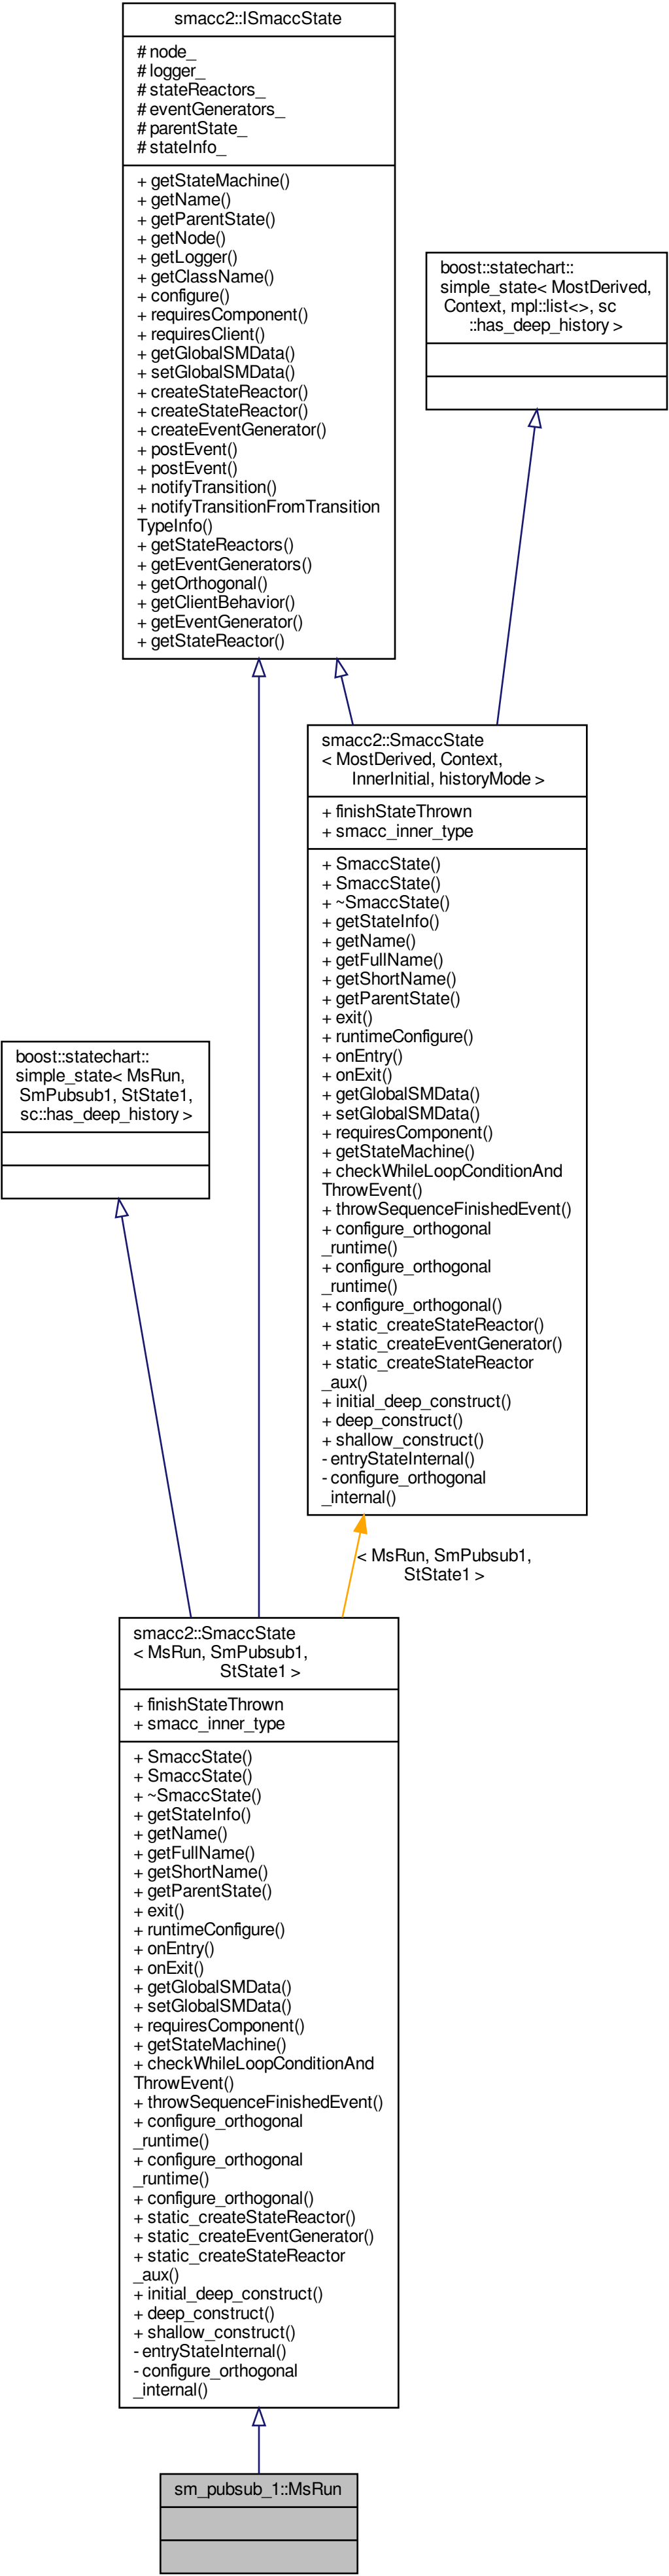 smacc2::ISmaccState
# node_
# logger_
# stateReactors_
# eventGenerators_
# parentState_
# stateInfo_
+ getStateMachine()
+ getName()
+ getParentState()
+ getNode()
+ getLogger()
+ getClassName()
+ configure()
+ requiresComponent()
+ requiresClient()
+ getGlobalSMData()
+ setGlobalSMData()
+ createStateReactor()
+ createStateReactor()
+ createEventGenerator()
+ postEvent()
+ postEvent()
+ notifyTransition()
+ notifyTransitionFromTransition
TypeInfo()
+ getStateReactors()
+ getEventGenerators()
+ getOrthogonal()
+ getClientBehavior()
+ getEventGenerator()
+ getStateReactor()
boost::statechart::
simple_state< MostDerived,
Context, mpl::list<>, sc
::has_deep_history >
smacc2::SmaccState
< MostDerived, Context,
InnerInitial, historyMode >
+ finishStateThrown
+ smacc_inner_type
+ SmaccState()
+ SmaccState()
+ ~SmaccState()
+ getStateInfo()
+ getName()
+ getFullName()
+ getShortName()
+ getParentState()
+ exit()
+ runtimeConfigure()
+ onEntry()
+ onExit()
+ getGlobalSMData()
+ setGlobalSMData()
+ requiresComponent()
+ getStateMachine()
+ checkWhileLoopConditionAnd
ThrowEvent()
+ throwSequenceFinishedEvent()
+ configure_orthogonal
_runtime()
+ configure_orthogonal
_runtime()
+ configure_orthogonal()
+ static_createStateReactor()
+ static_createEventGenerator()
+ static_createStateReactor
_aux()
+ initial_deep_construct()
+ deep_construct()
+ shallow_construct()
- entryStateInternal()
- configure_orthogonal
_internal()
boost::statechart::
simple_state< MsRun,
SmPubsub1, StState1,
sc::has_deep_history >
< MsRun, SmPubsub1,
StState1 >
smacc2::SmaccState
< MsRun, SmPubsub1,
StState1 >
+ finishStateThrown
+ smacc_inner_type
+ SmaccState()
+ SmaccState()
+ ~SmaccState()
+ getStateInfo()
+ getName()
+ getFullName()
+ getShortName()
+ getParentState()
+ exit()
+ runtimeConfigure()
+ onEntry()
+ onExit()
+ getGlobalSMData()
+ setGlobalSMData()
+ requiresComponent()
+ getStateMachine()
+ checkWhileLoopConditionAnd
ThrowEvent()
+ throwSequenceFinishedEvent()
+ configure_orthogonal
_runtime()
+ configure_orthogonal
_runtime()
+ configure_orthogonal()
+ static_createStateReactor()
+ static_createEventGenerator()
+ static_createStateReactor
_aux()
+ initial_deep_construct()
+ deep_construct()
+ shallow_construct()
- entryStateInternal()
- configure_orthogonal
_internal()
sm_pubsub_1::MsRun